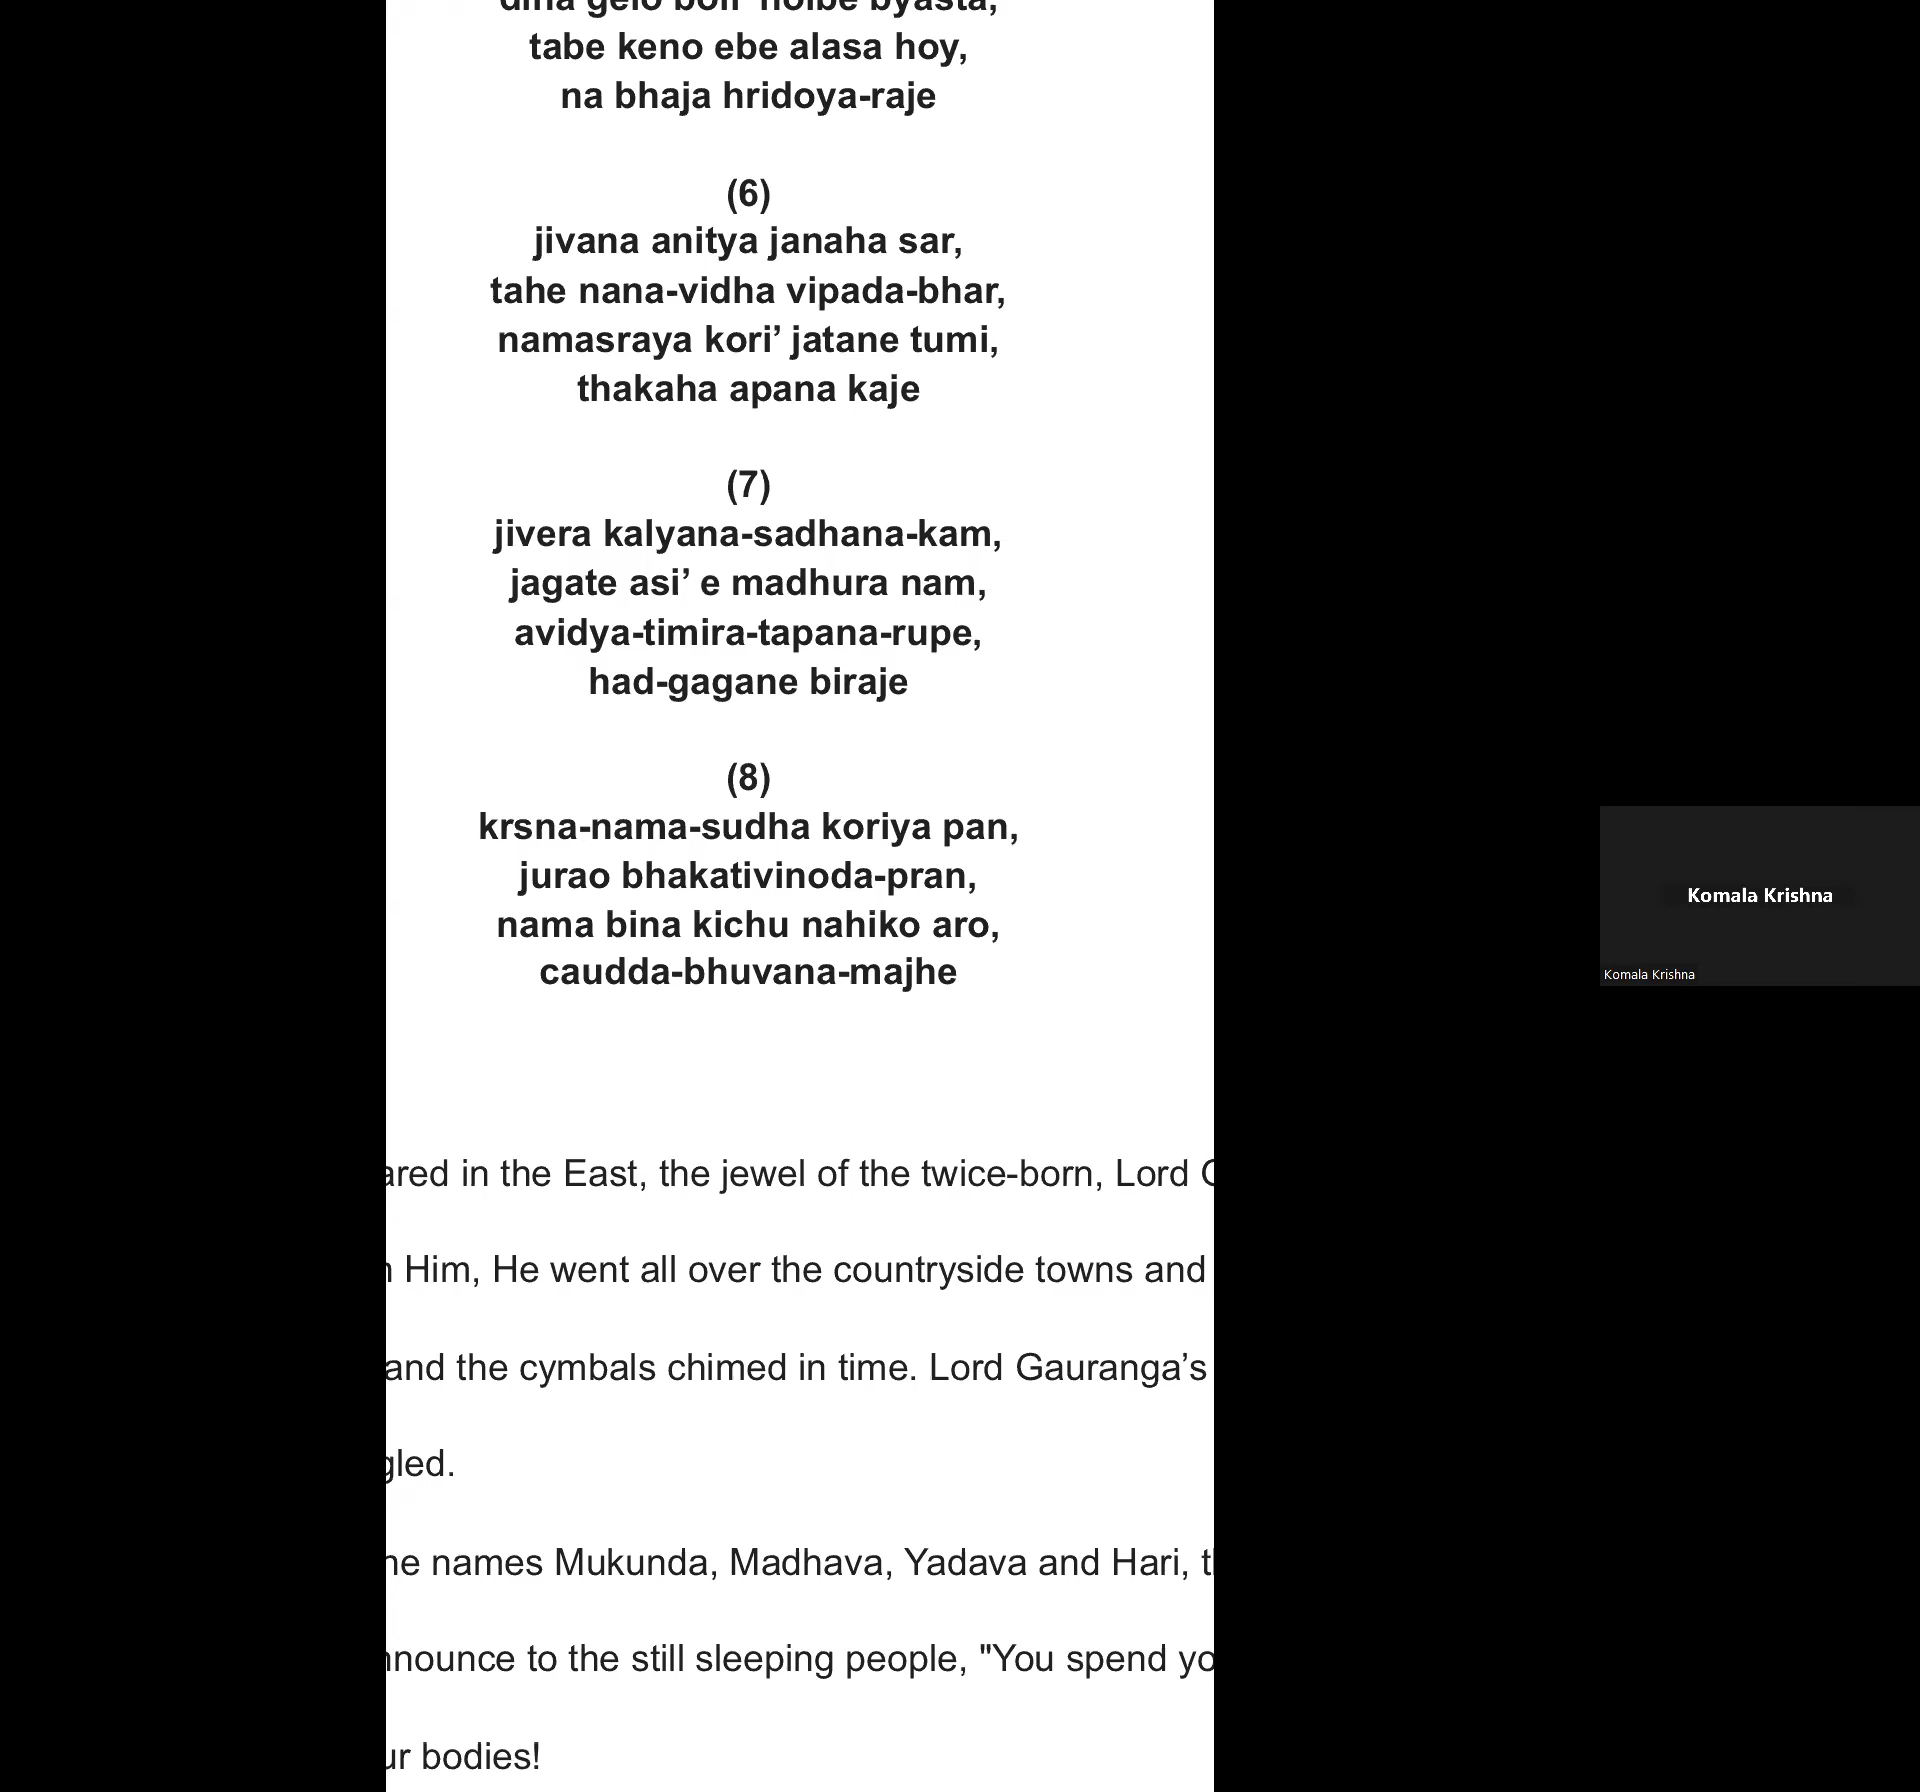 tabe keno ebe alasa hoy,
na bhaja hridoya-raje
(6)
jivana anitya janaha sar,
tahe nana-vidha vipada-bhar,
namasraya kori’ jatane tumi,
thakaha apana kaje
(7)
jivera kalyana-sadhana-kam,
jagate asi’ e madhura nam,
avidya-timira-tapana-rupe,
had-gagane biraje
(8)
krsna-nama-sudha koriya pan,
jurao bhakativinoda-pran,
nama bina kichu nahiko aro,
caudda-bhuvana-majhe
in the East, the jewel of the twice-born, Lord
Him, He went all over the countryside towns and
and the cymbals chimed in time. Lord Gauranga’s
gled.
names Mukunda, Madhava, Yadava and Hari,
to the still sleeping people, "You spend yo
bodies!
Komala Krishna
Komala Krishna